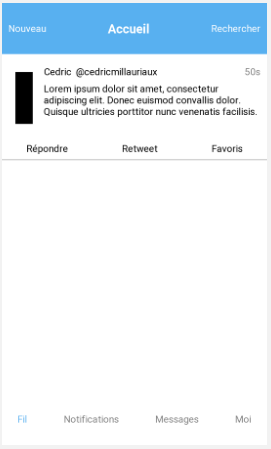 Nouveau Accueil Rechercher
Cedric @cedricmillauriaux 50s
Lorem ipsum dolor sit amet, consectetur
adipiscing elit. Donec euismod convallis dolor.
Quisque ultricies porttitor nunc venenatis facilisis.
Répondre Retweet Favoris
Fil Notifications Messages Moi